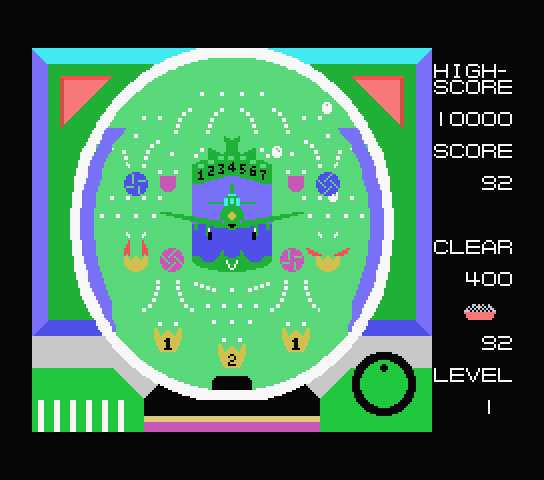 HIGH-
SCORE
10000
SCORE
92
1234567
CLEAR
400
92
1
1
2
LEVEL
1